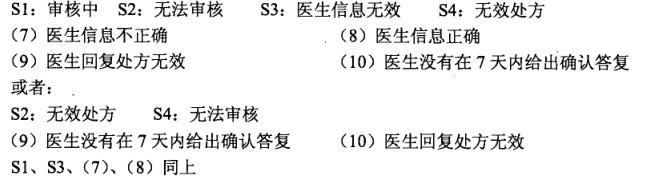 S1：审核中 S2：无法审核 S3：医生信息无效 S4：无效处方
（7）医生信息不正确 （8）医生信息正确
（9）医生回复处方无效 （10）医生没有在 7 天内给出确认答复
或者：
S2：无效处方 S4：无法审核
（9）医生没有在 7 天内给出确认答复 （10）医生回复处方无效
S1、S3、（7）、（8）同上